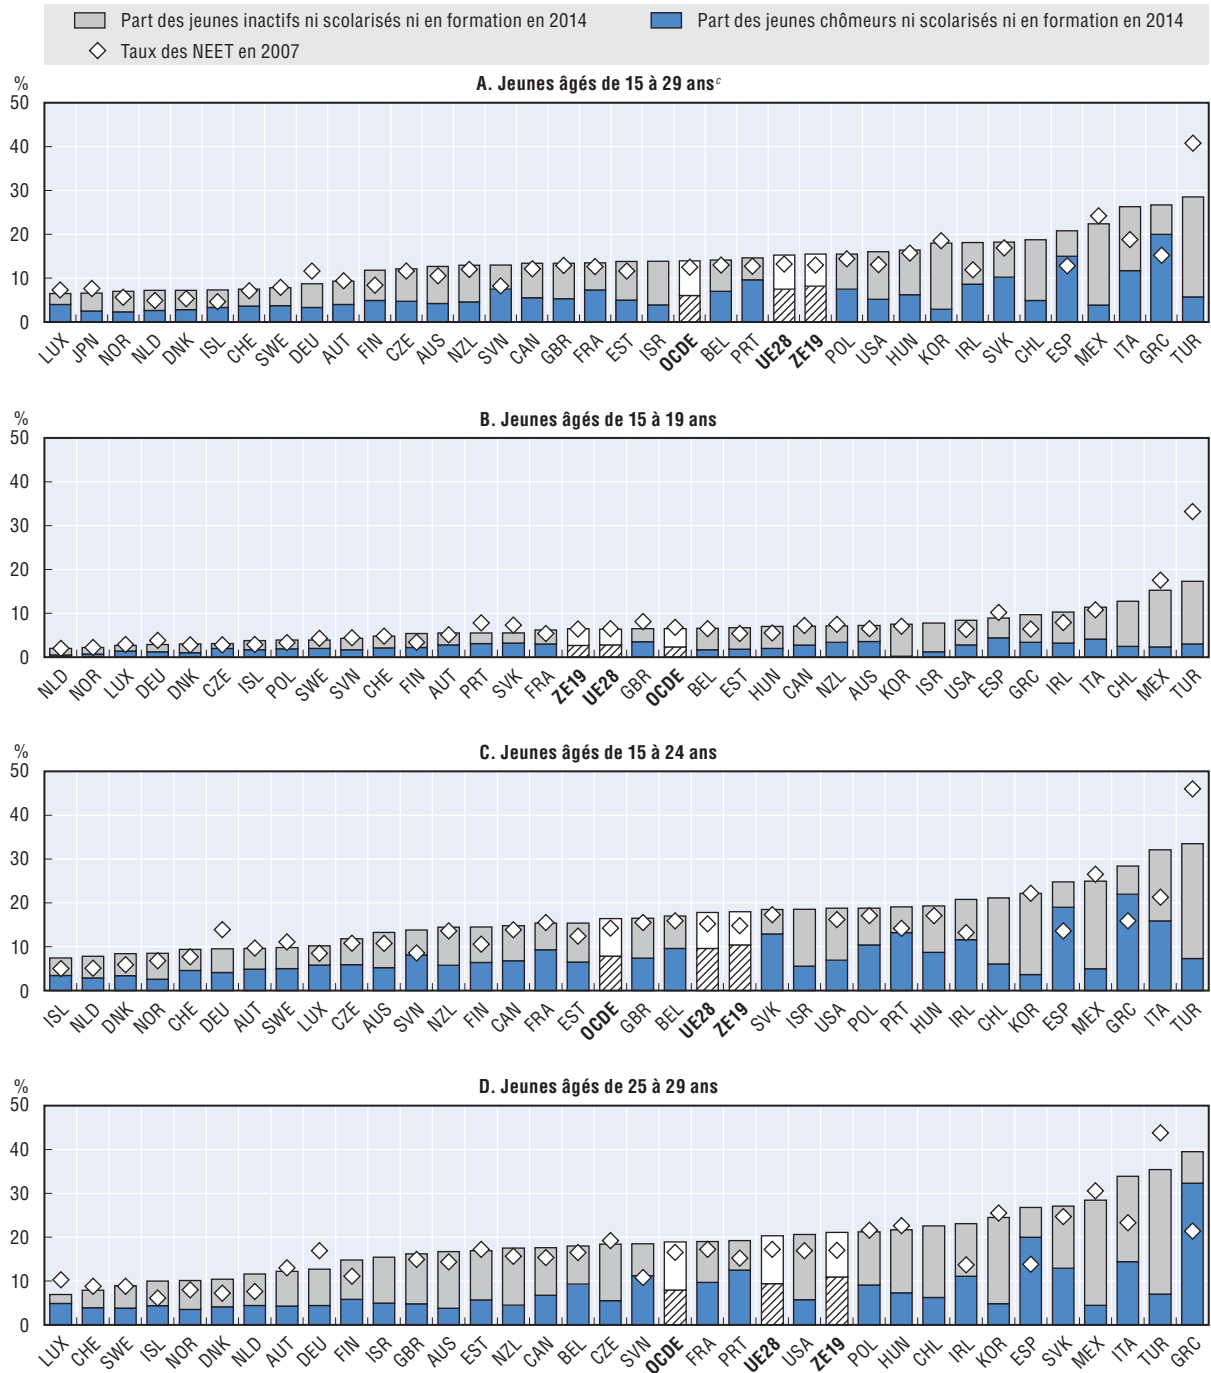 Part des jeunes inactifs ni scolarisés ni en formation en 2014
Part des jeunes chômeurs ni scolarisés ni en formation en 2014
Taux des NEET en 2007
%
A. Jeunes âgés de 15 à 29 ans c
50
40
30
20
10
0
LUX JPN NOR NLD DNK ISL CHE SWE DEU AUT FIN CZE AUS NZL SVN CAN GBR FRA EST ISR OCDE BEL PRT UE28 ZE19 POL USA HUN KOR IRL SVK CHL ESP MEX ITA GRC TUR
%
B. Jeunes âgés de 15 à 19 ans
50
40
30
20
10
0
NLD NOR LUX DEU DNK CZE ISL POL SWE SVN CHE FIN AUT PRT SVK FRA ZE19 UE28 GBR OCDE BEL EST HUN CAN NZL AUS KOR ISR USA ESP GRC IRL ITA CHL MEX TUR
%
C. Jeunes âgés de 15 à 24 ans
50
40
30
20
10
0
ISL NLD DNK NOR CHE DEU AUT SWE LUX CZE AUS SVN NZL FIN CAN FRA EST OCDE GBR BEL UE28 ZE19 SVK ISR USA POL PRT HUN IRL CHL KOR ESP MEX GRC ITA TUR
%
D. Jeunes âgés de 25 à 29 ans
50
40
30
20
10
0
LUX CHE SWE ISL NOR DNK NLD AUT DEU FIN ISR GBR AUS EST NZL CAN BEL CZE SVN OCDE FRA PRT UE28 USA ZE19 POL HUN CHL IRL KOR ESP SVK MEX ITA TUR GRC